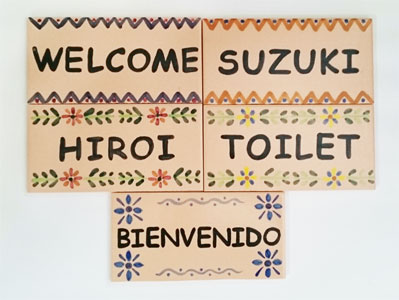 WELCOME
SUZUKI
HIROI
TOILET
BIENVENIDO